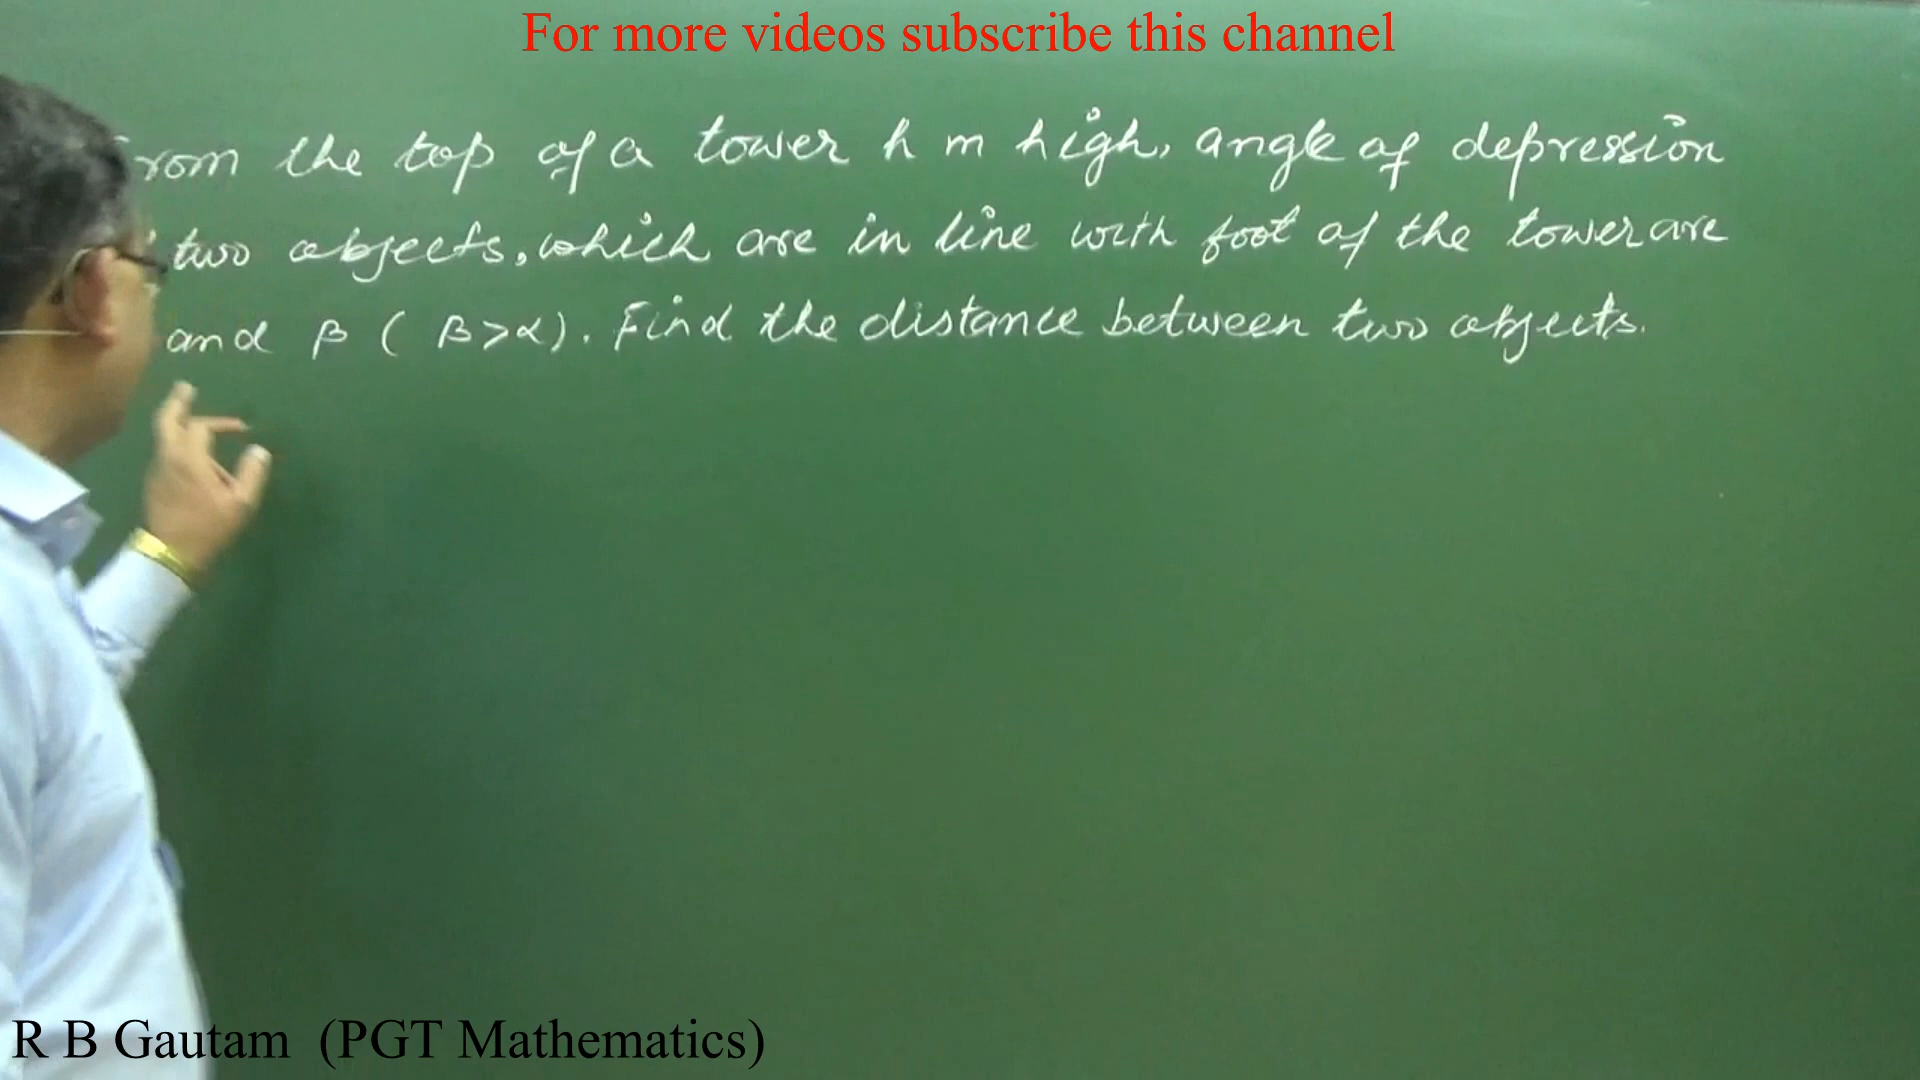 For more videos subscribe this channel
rom the top of a tower h m high, angle of depression
two objects, which are in line with foot of the tower are
and β ( β > α ). Find the distance between two objects.
R B Gautam (PGT Mathematics)